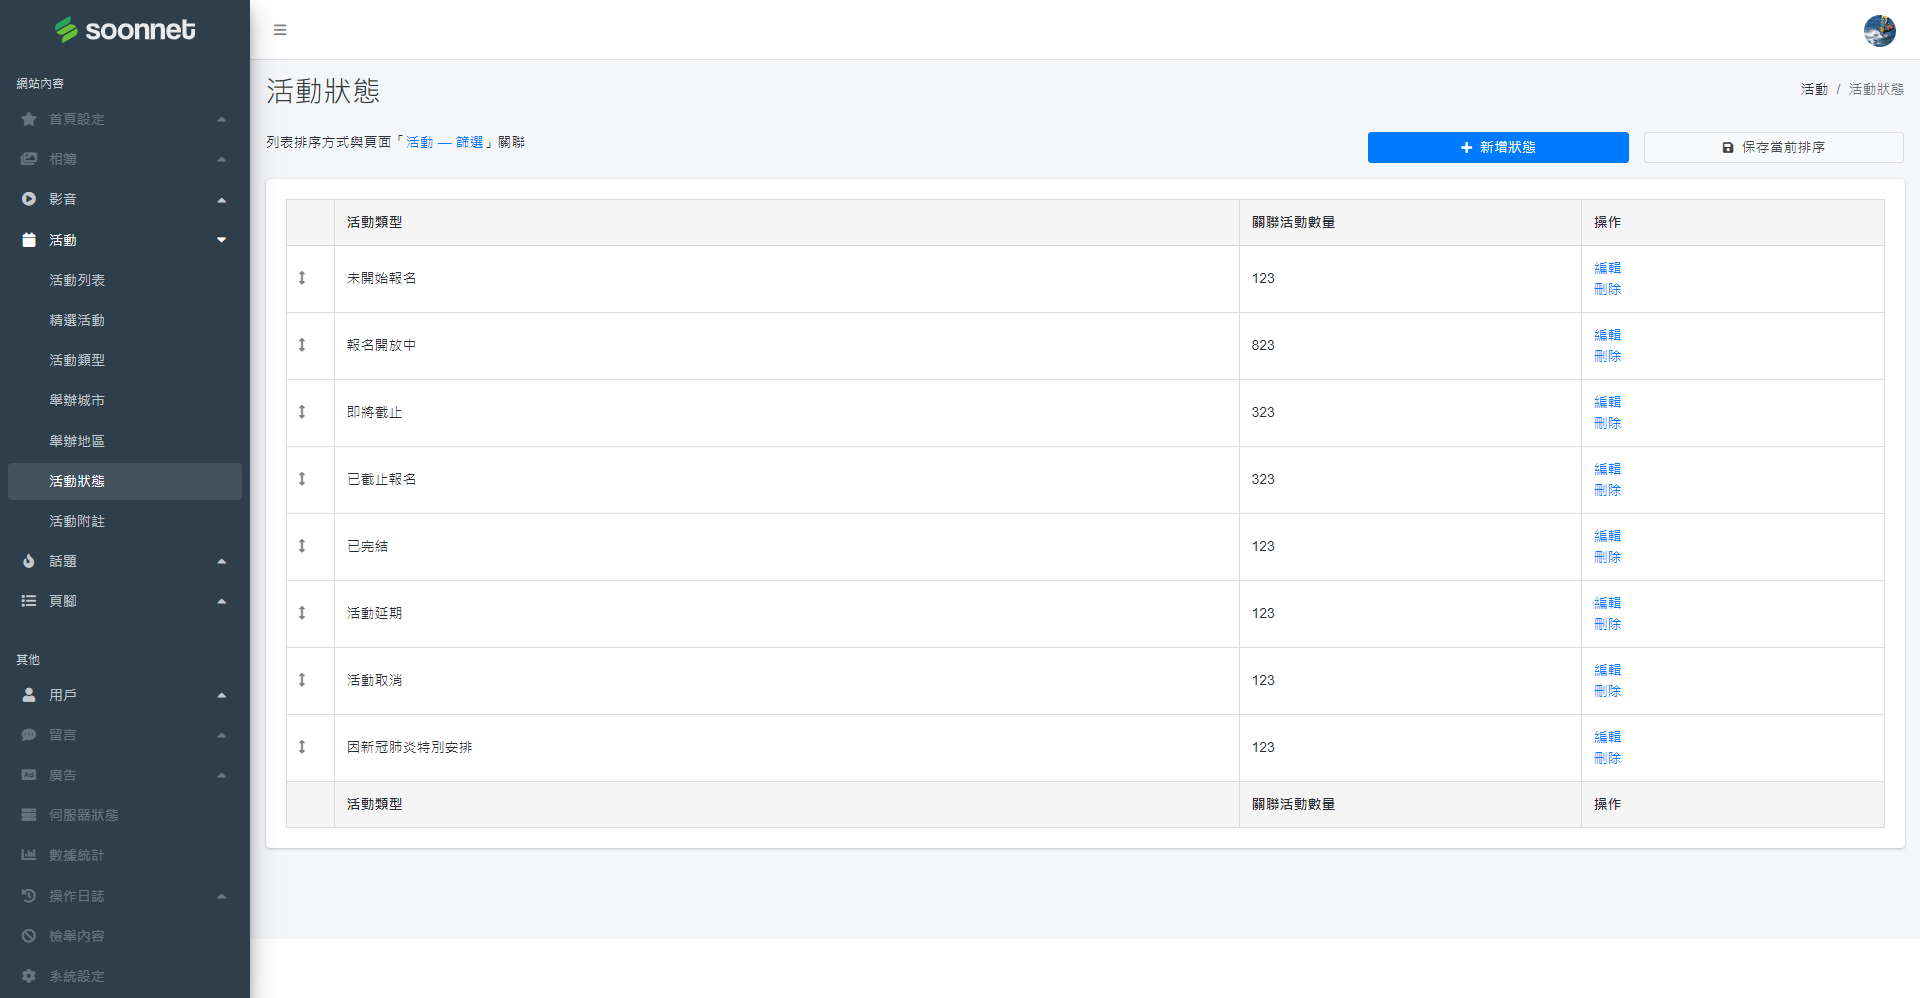 soonnet
網站內容
首頁設定
相簿
影音
活動
活動列表
精選活動
活動類型
舉辦城市
舉辦地區
活動狀態
活動附註
話題
頁腳
其他
用戶
留言
Ad 廣告
伺服器狀態
數據統計
操作日誌
檢舉內容
系統設定
活動狀態
活動 / 活動狀態
列表排序方式與頁面「活動 — 篩選」關聯
新增狀態
保存當前排序
活動類型 關聯活動數量 操作
未開始報名 123 編輯
刪除
報名開放中 823 編輯
刪除
即將截止 323 編輯
刪除
已截止報名 323 編輯
刪除
已完結 123 編輯
刪除
活動延期 123 編輯
刪除
活動取消 123 編輯
刪除
因新冠肺炎特別安排 123 編輯
刪除
活動類型 關聯活動數量 操作